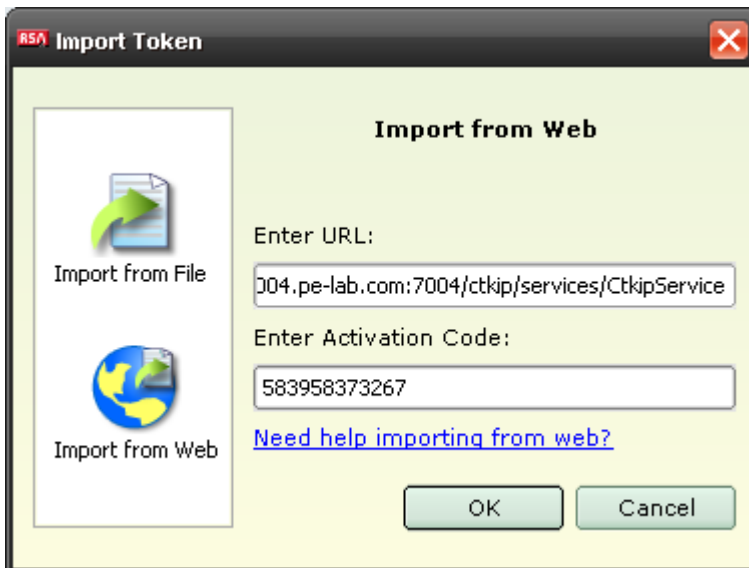 RSA Import Token
Import from Web
Import from File
Import from Web
Enter URL:
004.pe-lab.com:7004/ctkip/services/CtkipService
Enter Activation Code:
583958373267
Need help importing from web?
OK Cancel